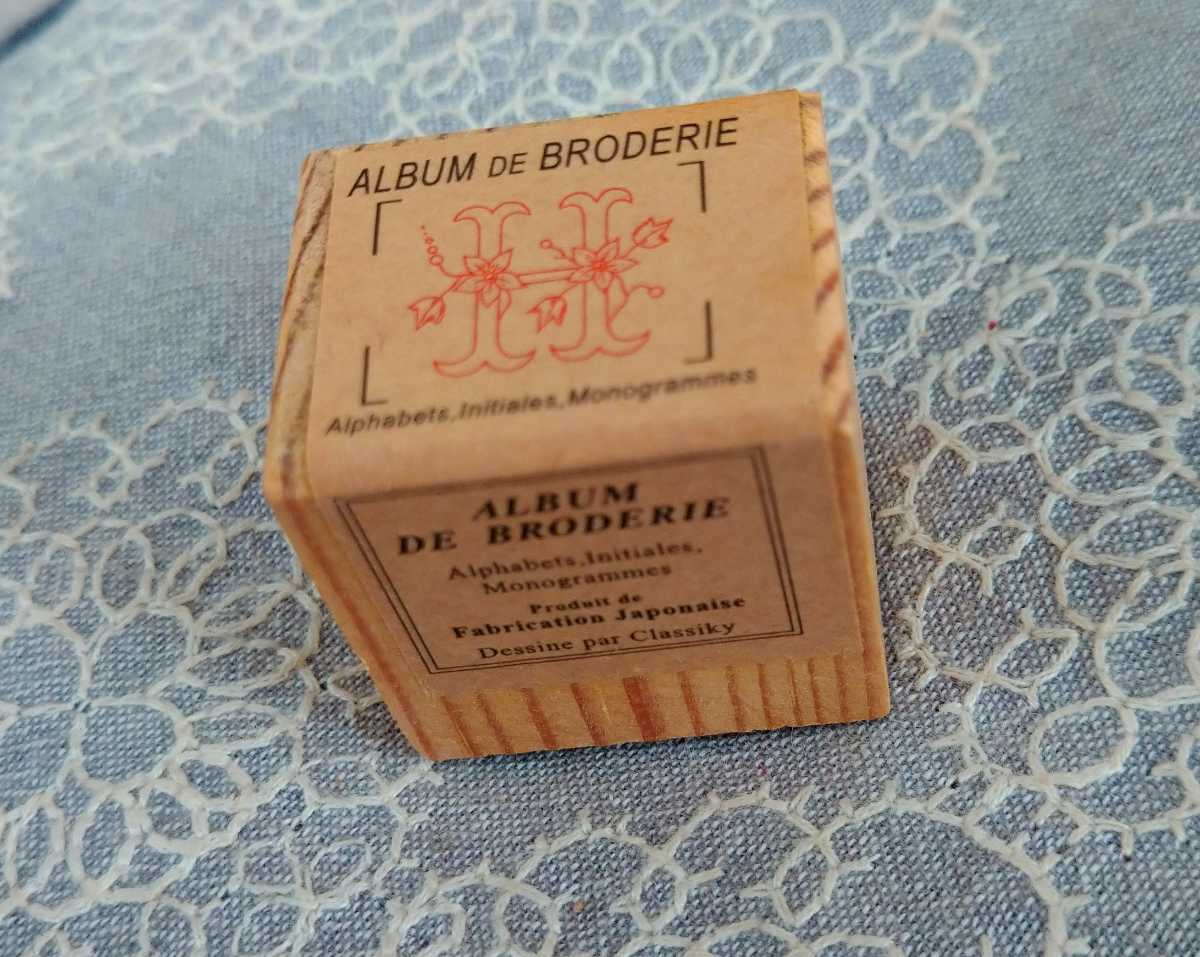 ALBUM DE BRODERIE
H
Alphabets,Initiales,Monogrammes
ALBUM
DE BRODERIE
Alphabets,Initiales,
Monogrammes
Produit de
Fabrication Japonaise
Dessine par Classiky